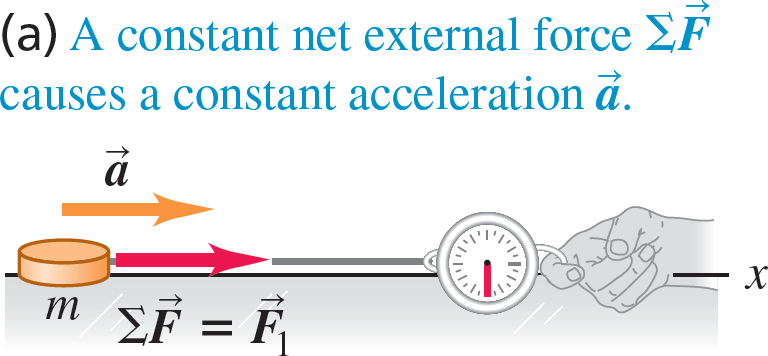 (a) A constant net external force ΣF⃗
causes a constant acceleration a⃗.
a⃗
m
ΣF⃗ = F⃗₁
x